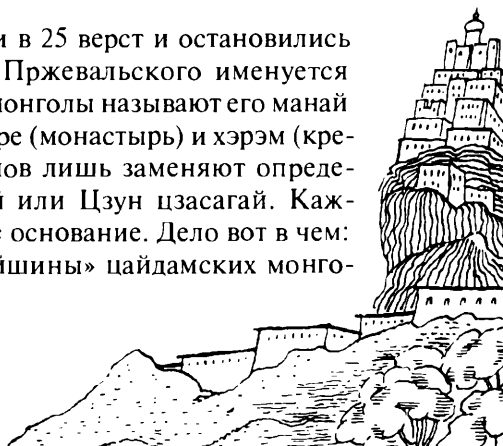 и в 25 верст и остановились
Пржевальского именуется
монголы называют его манай
ре (монастырь) и хэрэм (кре-
ов лишь заменяют опреде-
й или Цзун цзасагай. Каж-
основание. Дело вот в чем:
йшины» цайдамских монго-